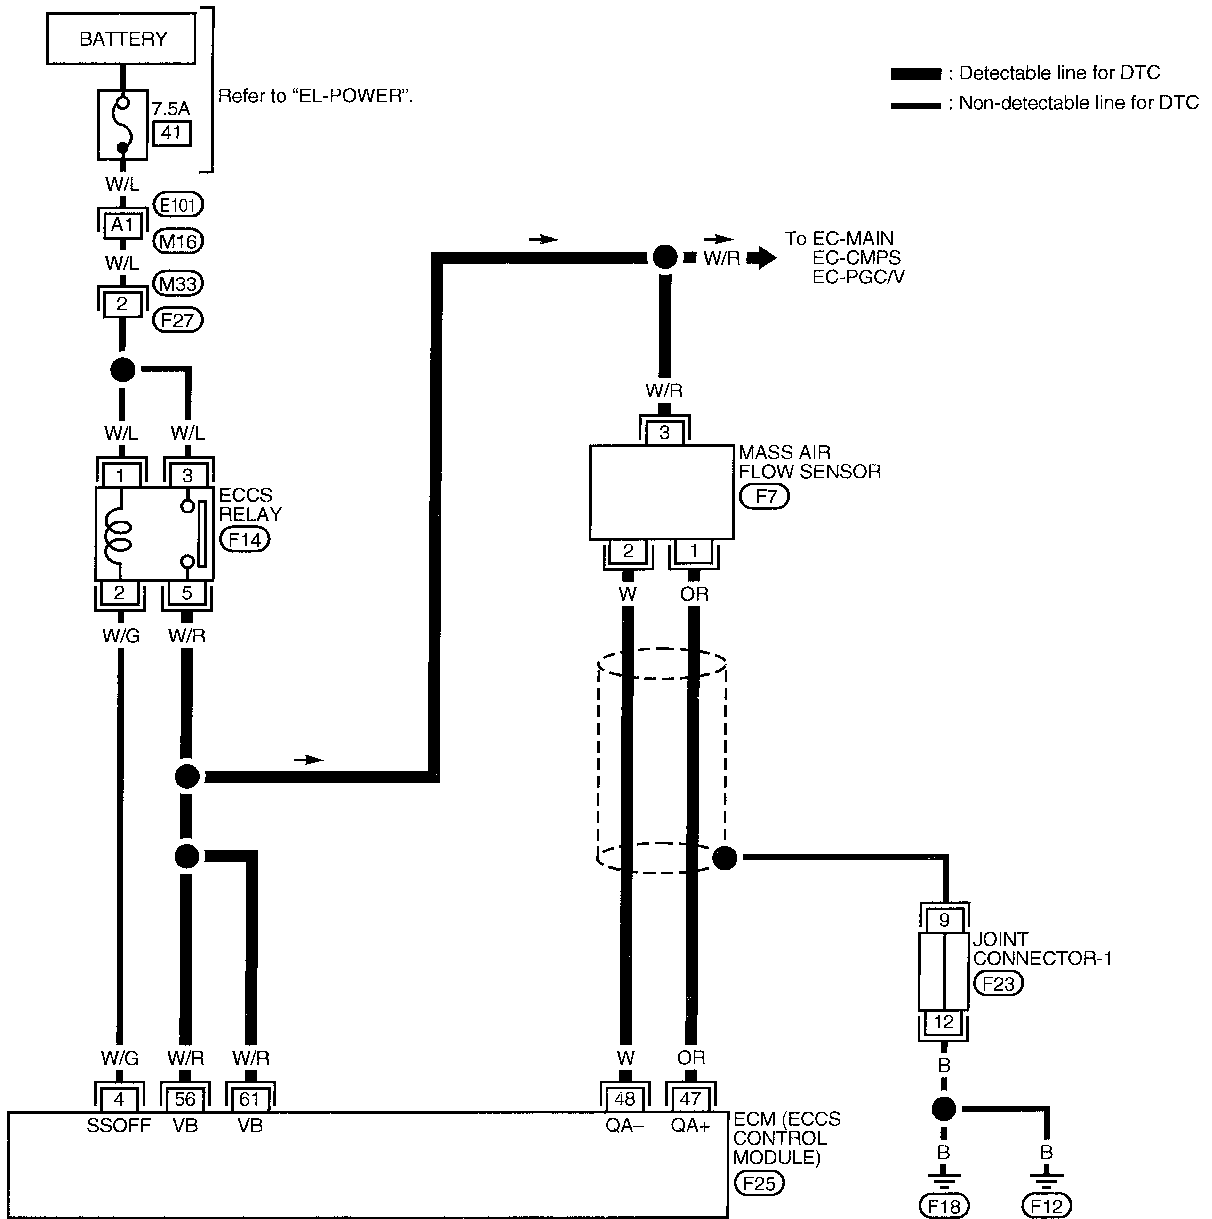 BATTERY
7.5A
41
Refer to "EL-POWER".
: Detectable line for DTC
: Non-detectable line for DTC
W/L
E101
A1
M16
W/L
M33
2
F27
W/L
W/L
1
3
ECCS
RELAY
F14
2
5
W/G
W/R
W/R
To EC-MAIN
EC-CMPS
EC-PGC/V
W/R
3
MASS AIR
FLOW SENSOR
F7
2
1
W
OR
9
JOINT
CONNECTOR-1
F23
12
B
B
B
F18
F12
W/G
W/R
W/R
W
OR
4
56
61
48
47
SSOFF
VB
VB
QA–
QA+
ECM (ECCS
CONTROL
MODULE)
F25